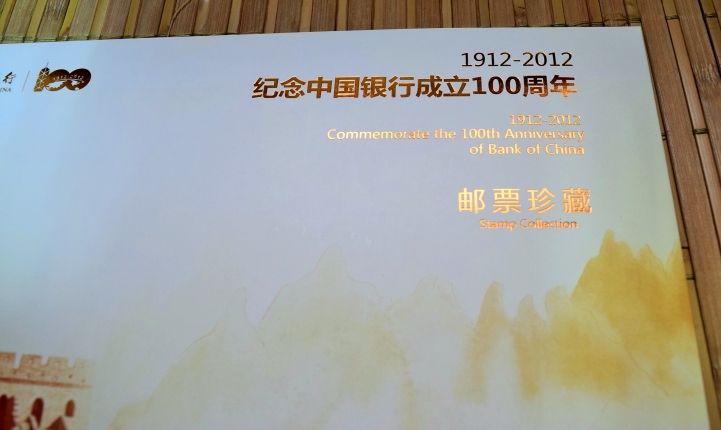 行
1912-2012
纪念中国银行成立100周年
1912-2012
Commemorate the 100th Anniversary
of Bank of China
邮票珍藏
Stamp Collection